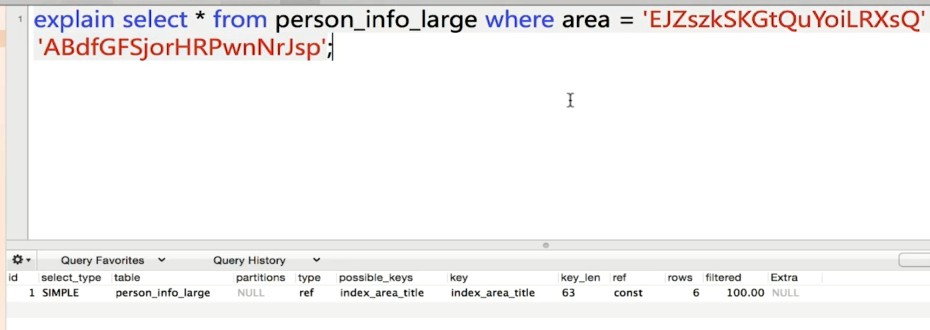 1 explain select * from person_info_large where area = 'EJZszkSKGtQuYoiLRXsQ'
'ABdfGFSjorHRPwnNrJsp';
Query Favorites Query History
id select_type table partitions type possible_keys key key_len ref rows filtered Extra
1 SIMPLE person_info_large NULL ref index_area_title index_area_title 63 const 6 100.00 NULL